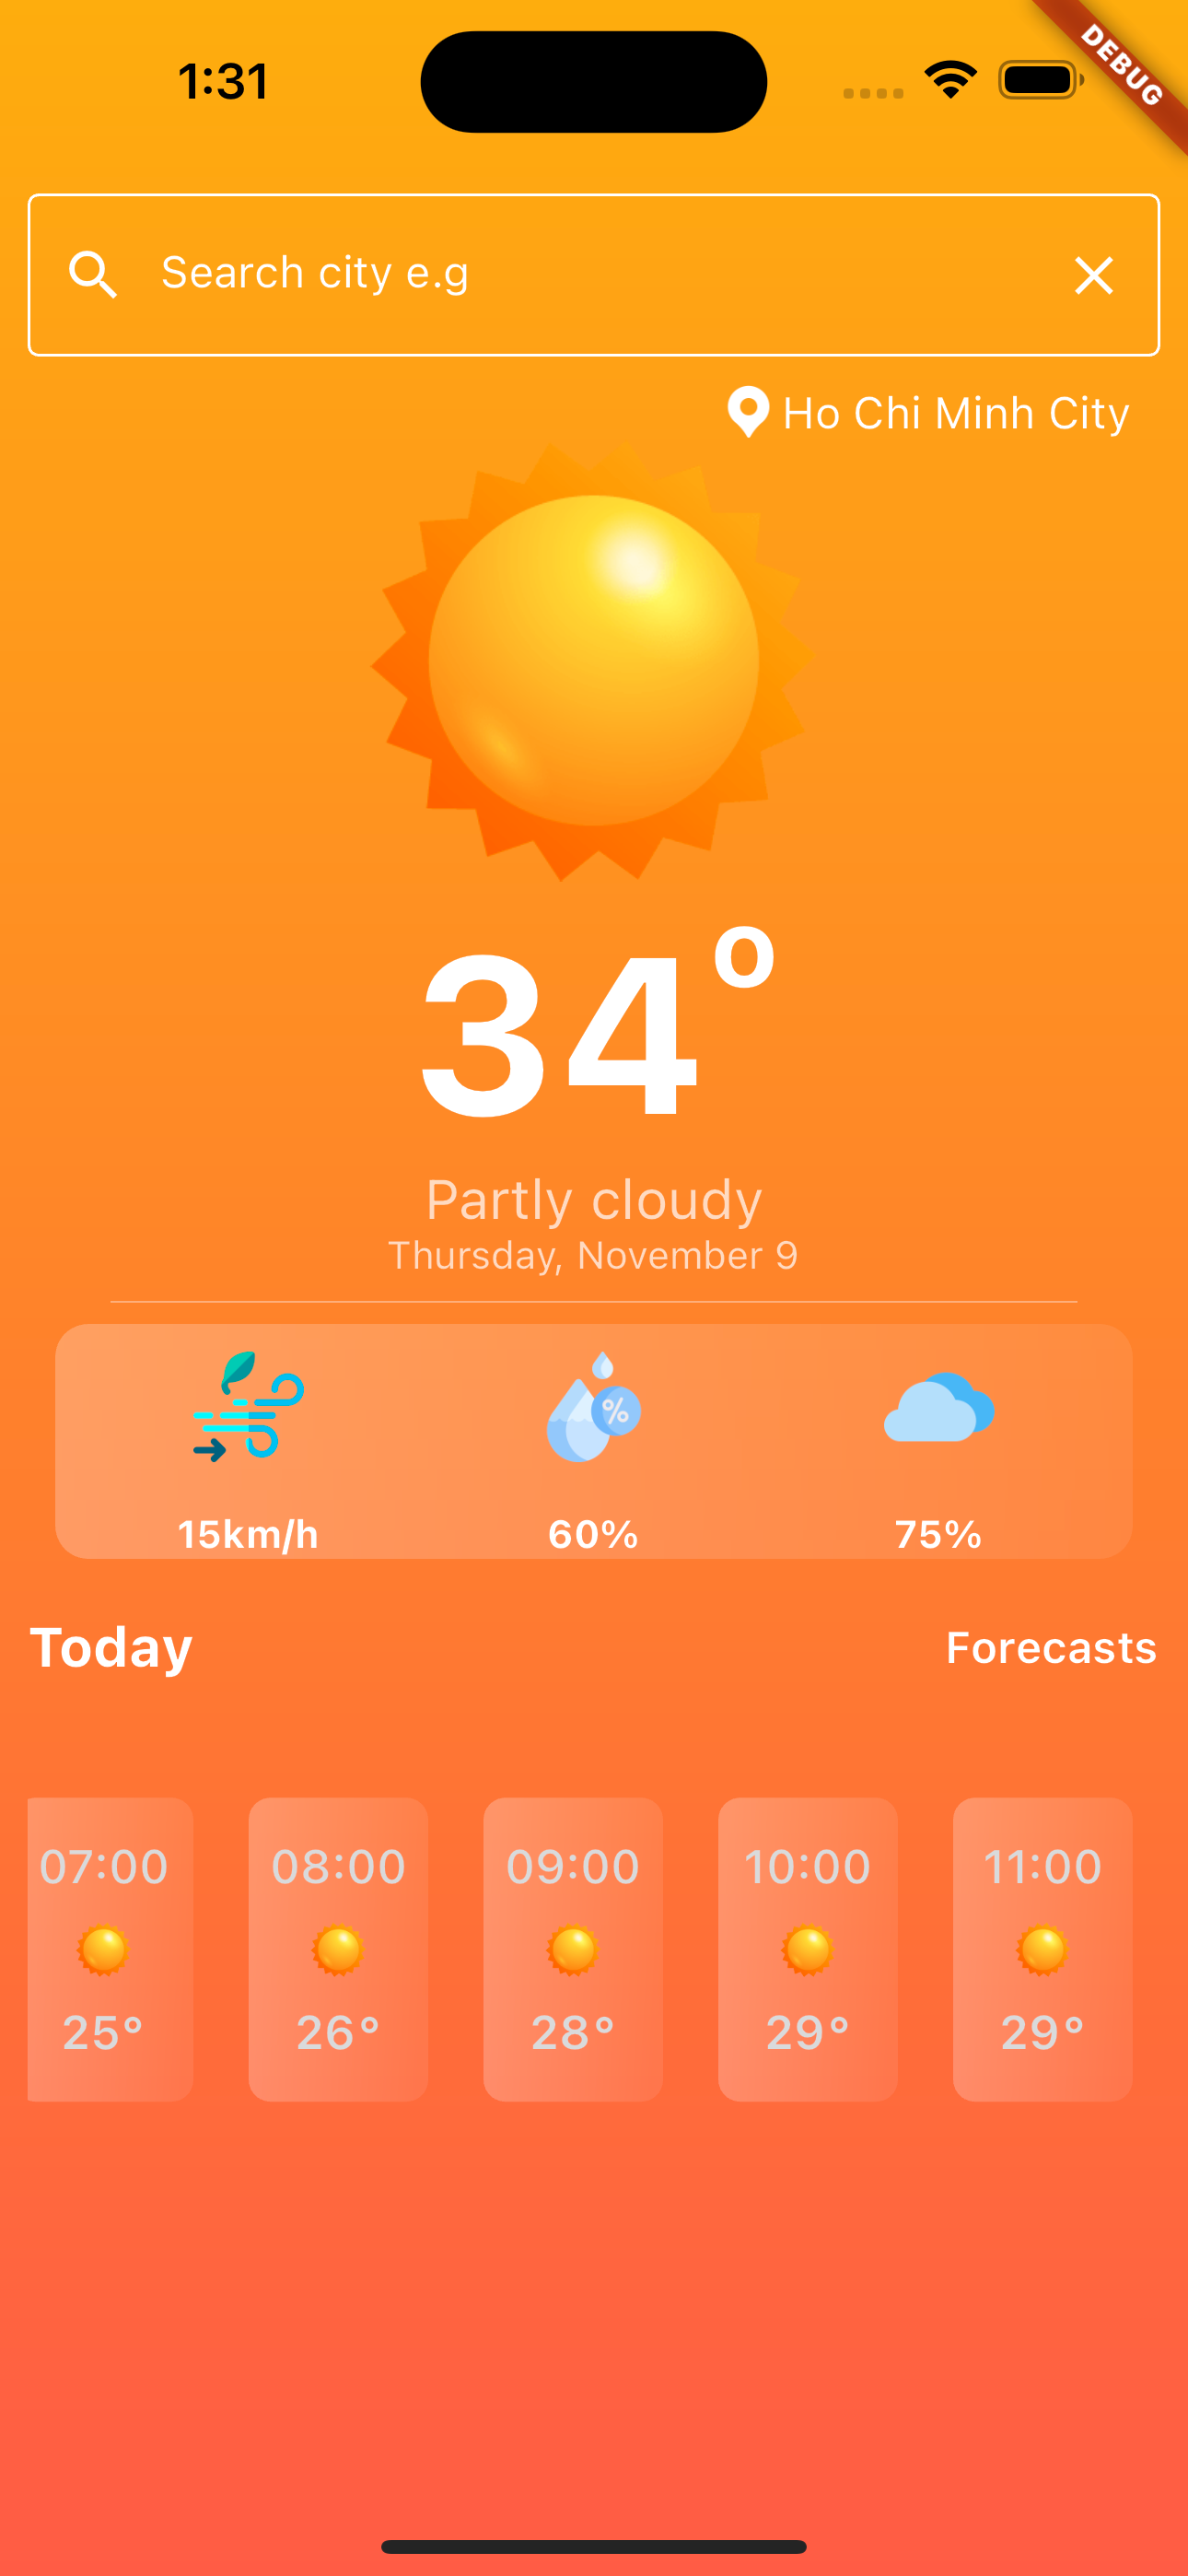 1:31
DEBUG
Search city e.g
Ho Chi Minh City
34°
Partly cloudy
Thursday, November 9
%
15km/h 60% 75%
Today Forecasts
07:00 08:00 09:00 10:00 11:00
25° 26° 28° 29° 29°